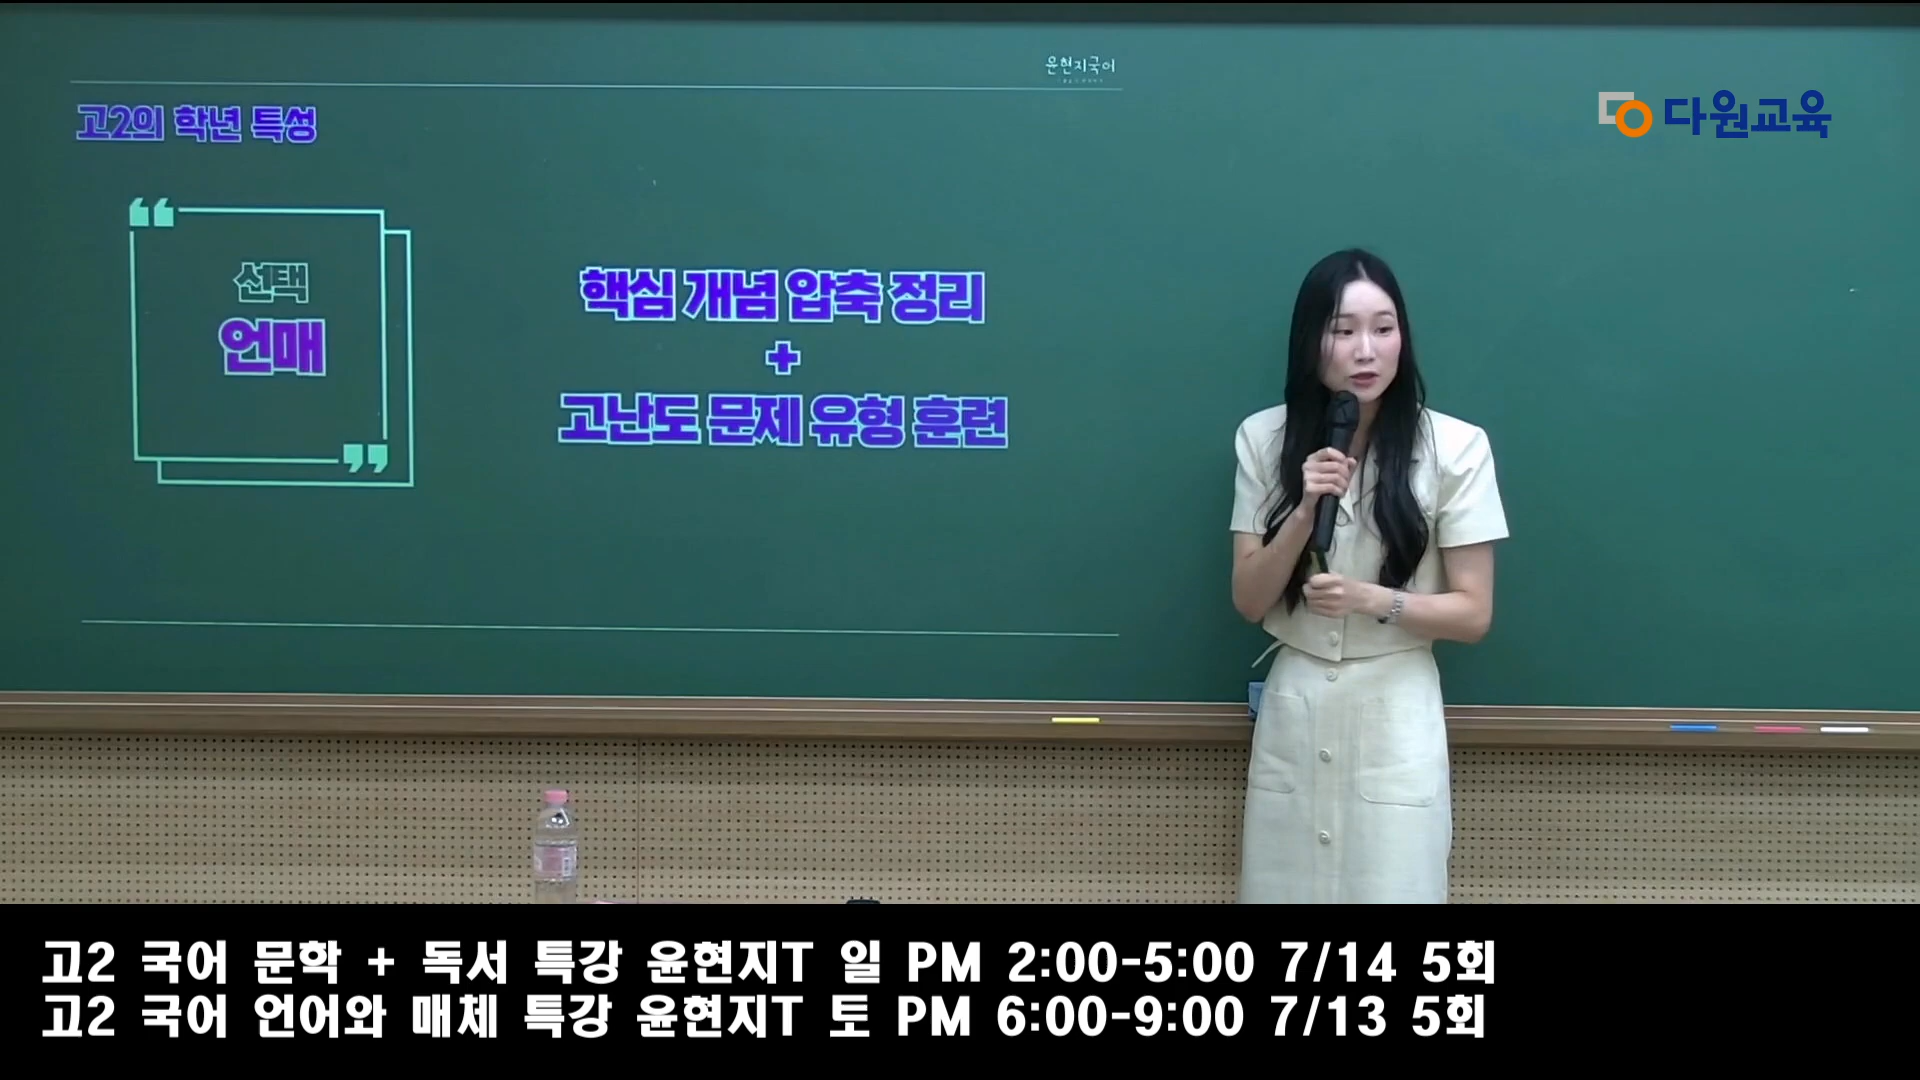 윤현지국어
다원교육
고2의 학년 특성
선택
언매
핵심 개념 압축 정리
+
고난도 문제 유형 훈련
고2 국어 문학 + 독서 특강 윤현지T 일 PM 2:00-5:00 7/14 5회
고2 국어 언어와 매체 특강 윤현지T 토 PM 6:00-9:00 7/13 5회